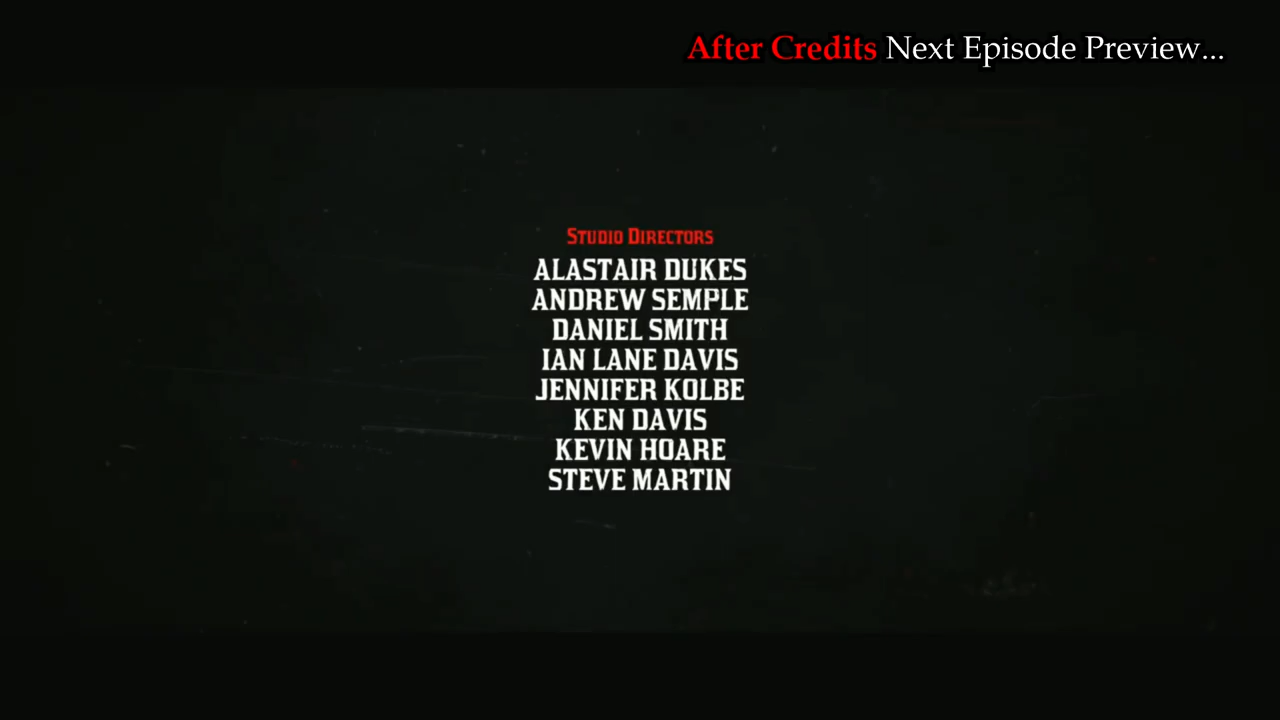 After Credits Next Episode Preview...
STUDIO DIRECTORS
ALASTAIR DUKES
ANDREW SEMPLE
DANIEL SMITH
IAN LANE DAVIS
JENNIFER KOLBE
KEN DAVIS
KEVIN HOARE
STEVE MARTIN